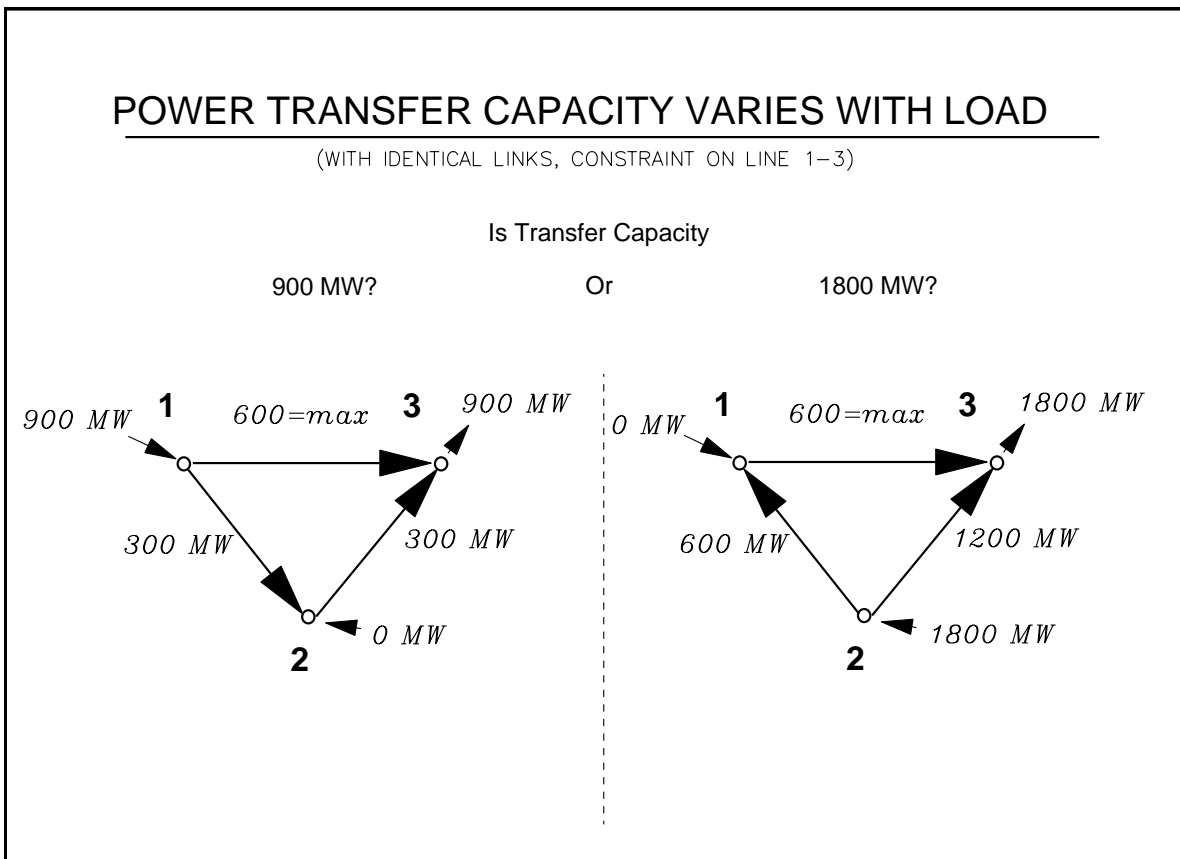 POWER TRANSFER CAPACITY VARIES WITH LOAD
(WITH IDENTICAL LINKS, CONSTRAINT ON LINE 1-3)
Is Transfer Capacity
900 MW? Or 1800 MW?
900 MW
1
600=max
3
900 MW
300 MW
300 MW
0 MW
2
0 MW
1
600=max
3
1800 MW
600 MW
1200 MW
1800 MW
2